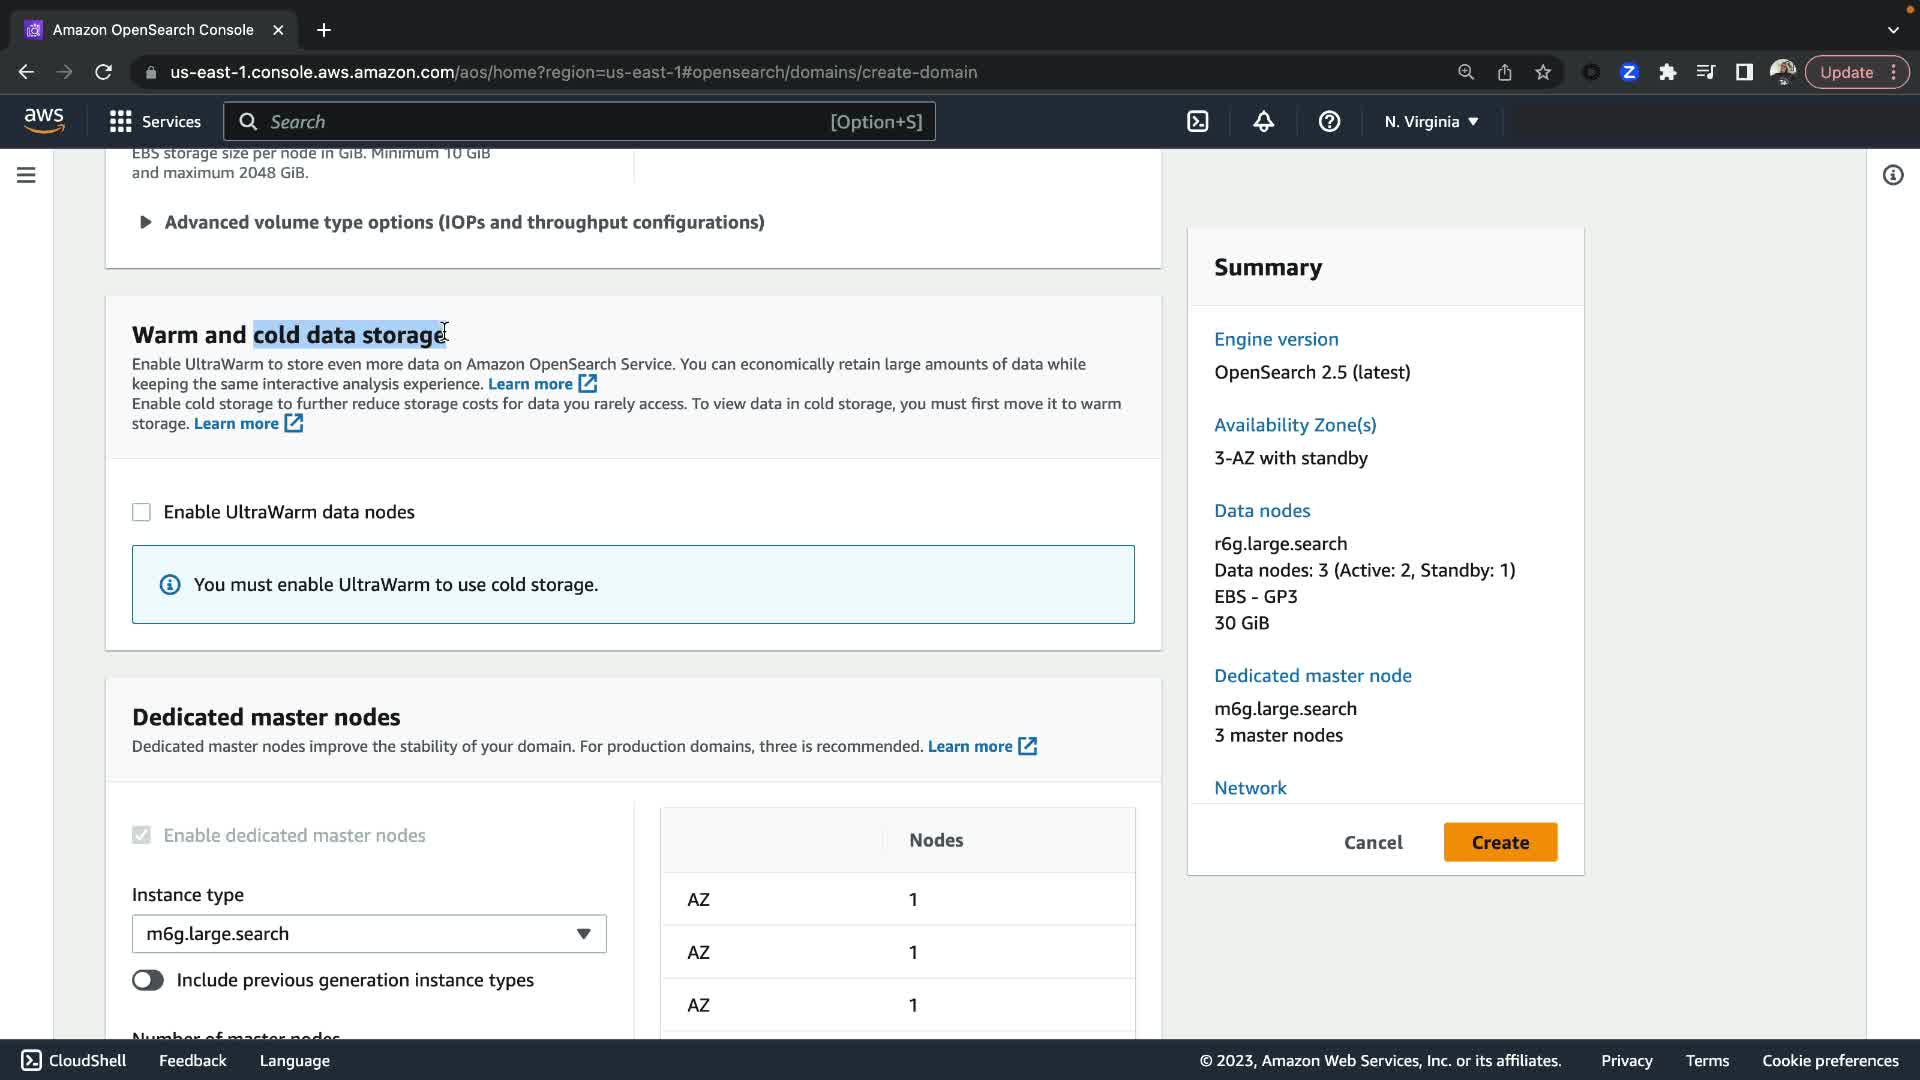 Amazon OpenSearch Console
us-east-1.console.aws.amazon.com/aos/home?region=us-east-1#opensearch/domains/create-domain
Update
aws
Services
Search
[Option+S]
N. Virginia
EBS storage size per node in GiB. Minimum 10 GiB
and maximum 2048 GiB.
Advanced volume type options (IOPs and throughput configurations)
Warm and cold data storage
Enable UltraWarm to store even more data on Amazon OpenSearch Service. You can economically retain large amounts of data while
keeping the same interactive analysis experience. Learn more
Enable cold storage to further reduce storage costs for data you rarely access. To view data in cold storage, you must first move it to warm
storage. Learn more
Enable UltraWarm data nodes
You must enable UltraWarm to use cold storage.
Dedicated master nodes
Dedicated master nodes improve the stability of your domain. For production domains, three is recommended. Learn more
Enable dedicated master nodes
Instance type
m6g.large.search
Include previous generation instance types
Number of master nodes
Nodes
AZ 1
AZ 1
AZ 1
Summary
Engine version
OpenSearch 2.5 (latest)
Availability Zone(s)
3-AZ with standby
Data nodes
r6g.large.search
Data nodes: 3 (Active: 2, Standby: 1)
EBS - GP3
30 GiB
Dedicated master node
m6g.large.search
3 master nodes
Network
Cancel
Create
CloudShell
Feedback
Language
© 2023, Amazon Web Services, Inc. or its affiliates.
Privacy
Terms
Cookie preferences